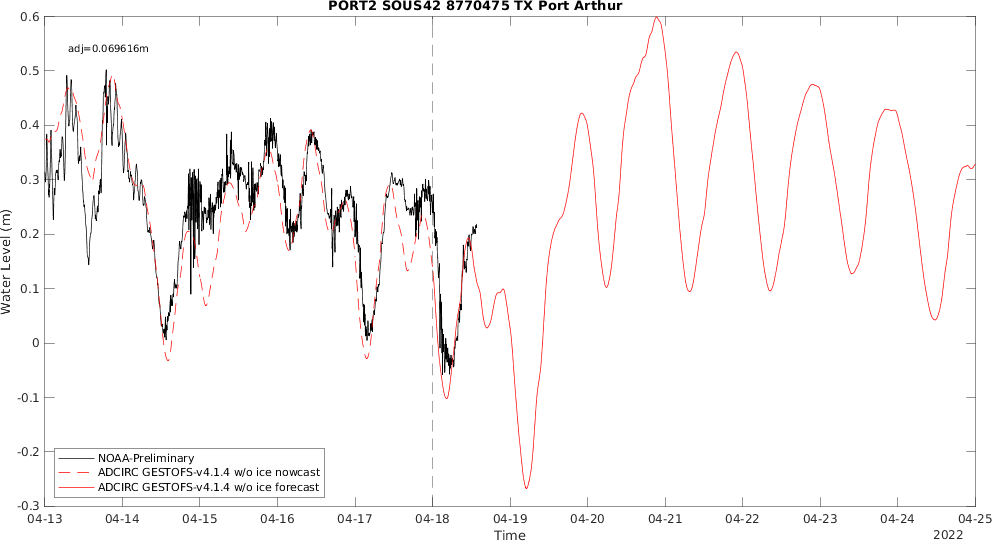 PORT2 SOUS42 8770475 TX Port Arthur
adj=0.069616m
0.6
0.5
0.4
0.3
0.2
0.1
0
-0.1
-0.2
-0.3
Water Level (m)
NOAA-Preliminary
ADCIRC GESTOFS-v4.1.4 w/o ice nowcast
ADCIRC GESTOFS-v4.1.4 w/o ice forecast
04-13 04-14 04-15 04-16 04-17 04-18 04-19 04-20 04-21 04-22 04-23 04-24 04-25
Time
2022